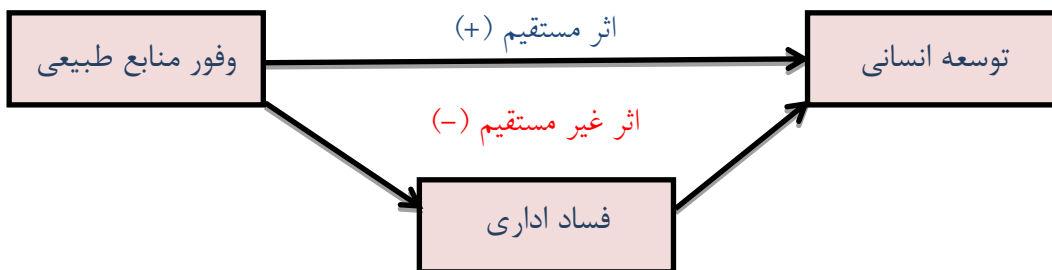 اثر مستقیم (+)
وفور منابع طبیعی
توسعه انسانی
اثر غیر مستقیم (–)
فساد اداری